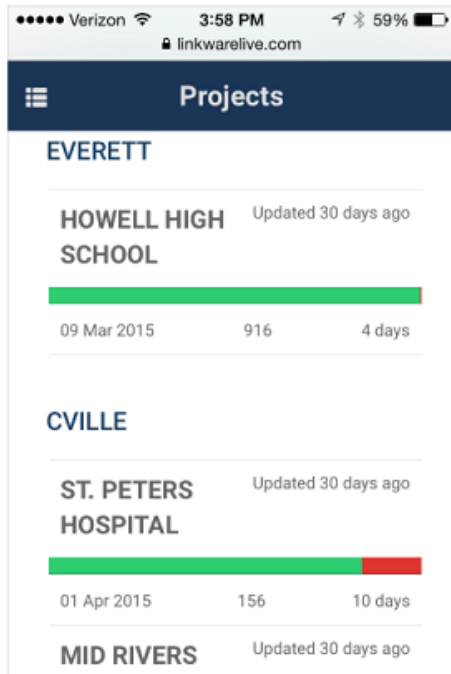 Verizon 3:58 PM 59%
linkwarelive.com
Projects
EVERETT
HOWELL HIGH SCHOOL Updated 30 days ago
09 Mar 2015 916 4 days
CVILLE
ST. PETERS HOSPITAL Updated 30 days ago
01 Apr 2015 156 10 days
MID RIVERS Updated 30 days ago